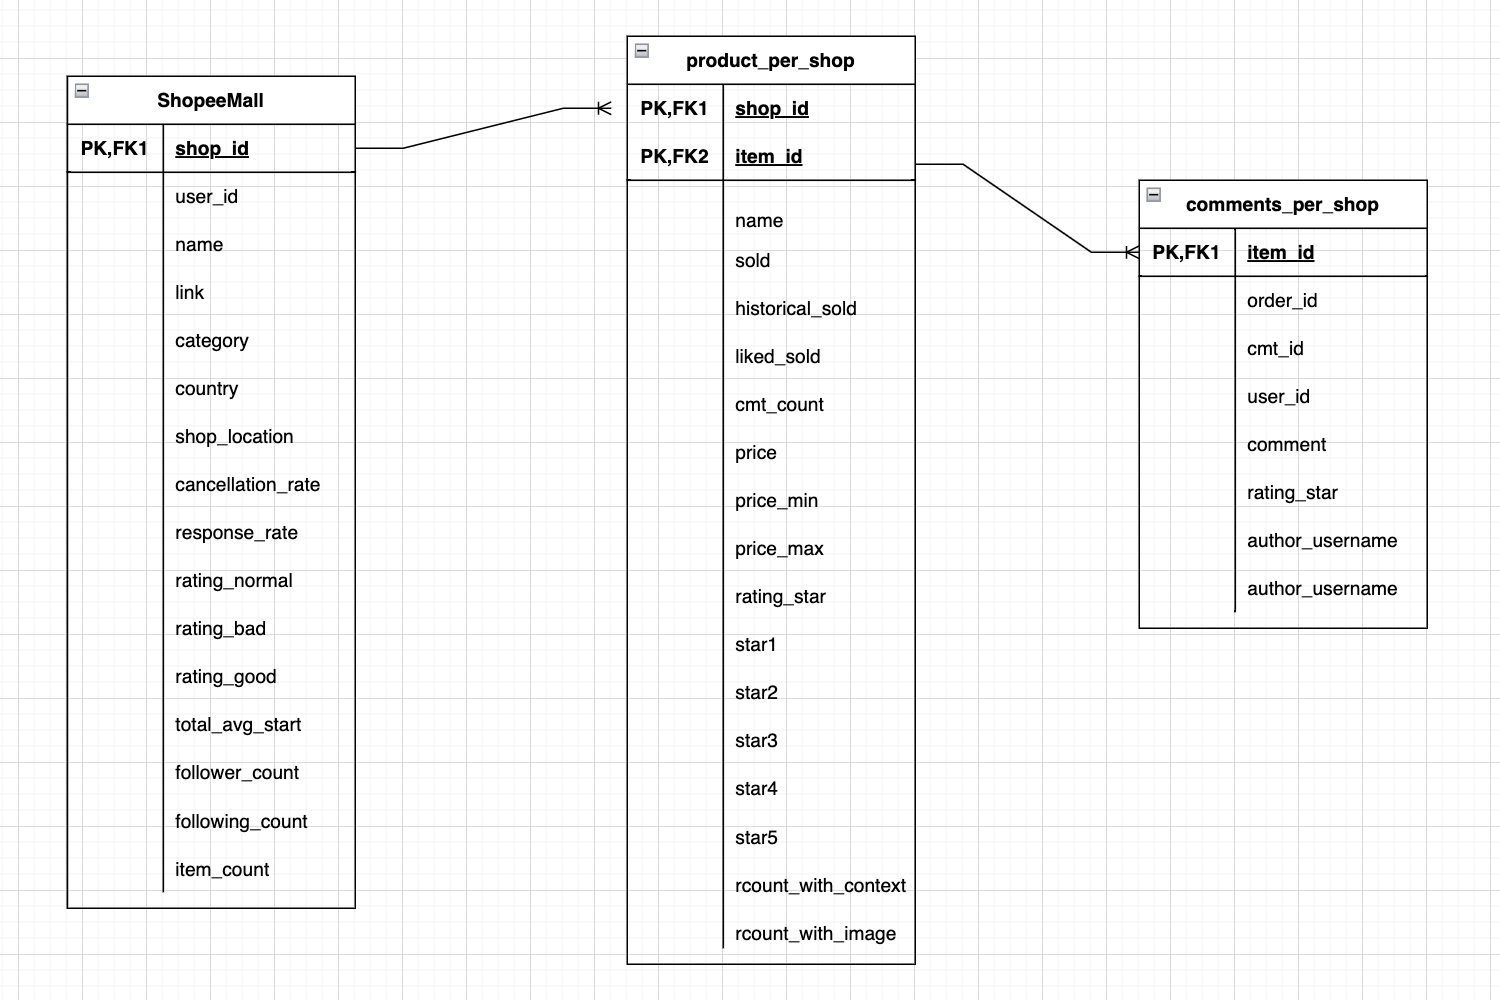 ShopeeMall
PK,FK1 shop_id
user_id
name
link
category
country
shop_location
cancellation_rate
response_rate
rating_normal
rating_bad
rating_good
total_avg_start
follower_count
following_count
item_count
product_per_shop
PK,FK1 shop_id
PK,FK2 item_id
name
sold
historical_sold
liked_sold
cmt_count
price
price_min
price_max
rating_star
star1
star2
star3
star4
star5
rcount_with_context
rcount_with_image
comments_per_shop
PK,FK1 item_id
order_id
cmt_id
user_id
comment
rating_star
author_username
author_username